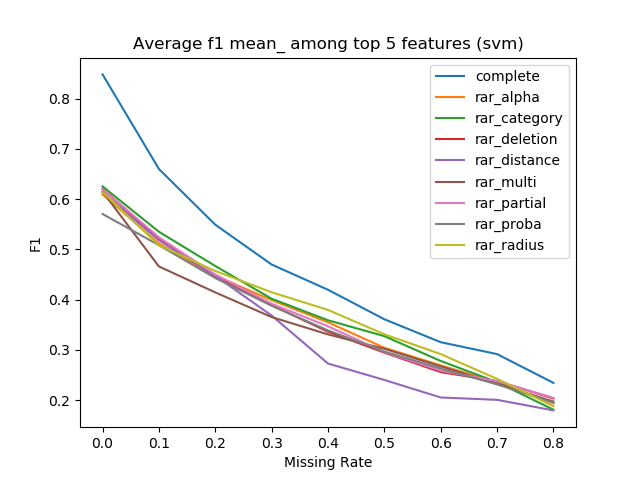 Average f1 mean_ among top 5 features (svm)
complete
rar_alpha
rar_category
rar_deletion
rar_distance
rar_multi
rar_partial
rar_proba
rar_radius
F1
0.8
0.7
0.6
0.5
0.4
0.3
0.2
0.0 0.1 0.2 0.3 0.4 0.5 0.6 0.7 0.8
Missing Rate